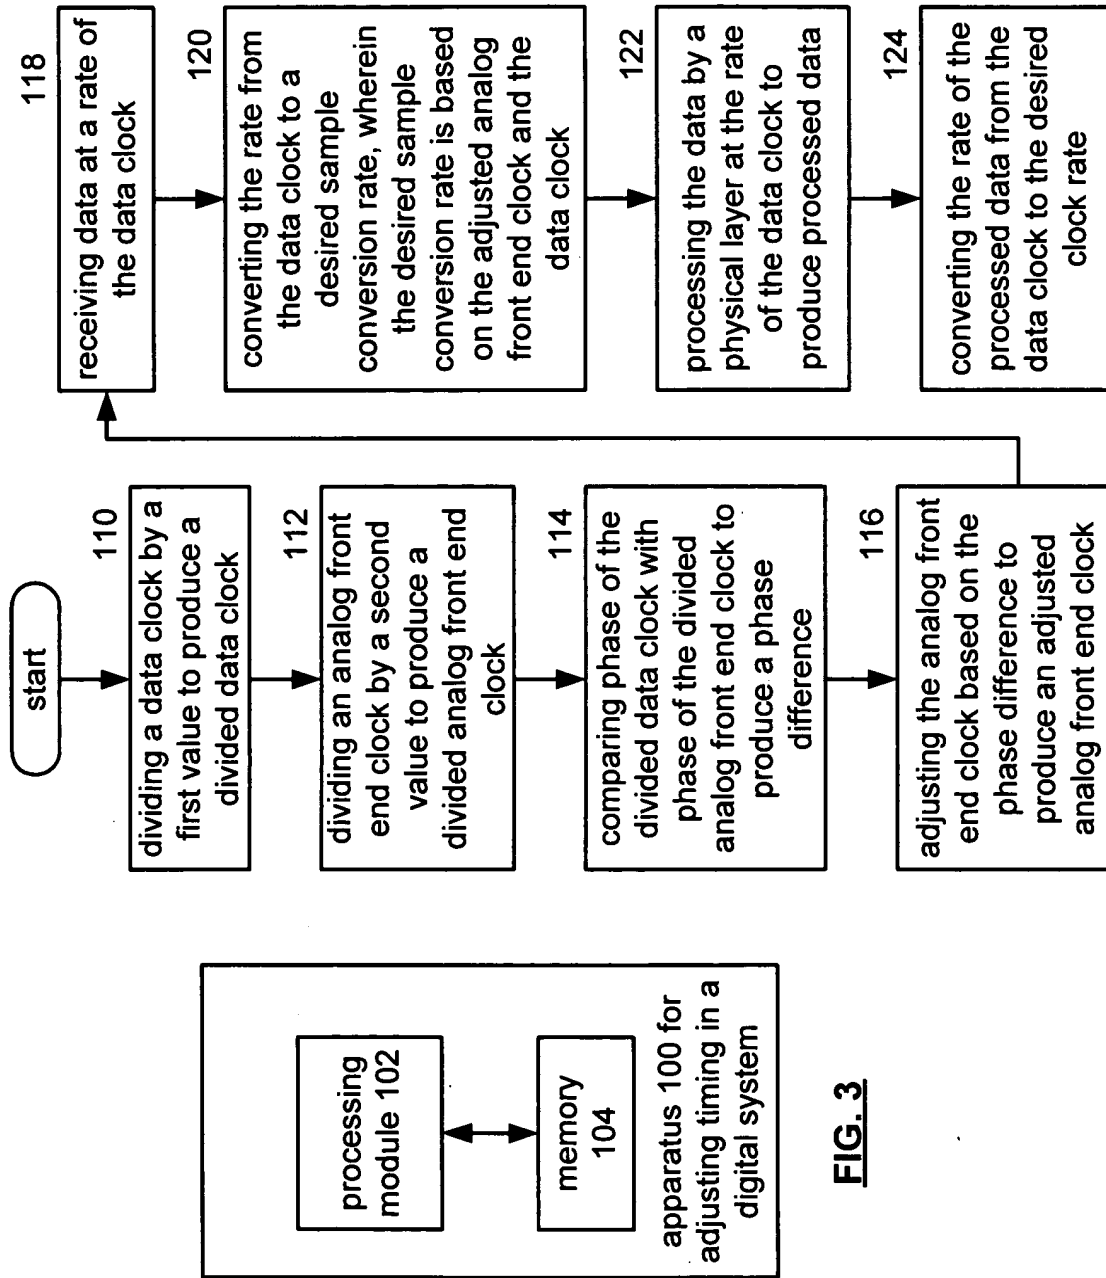 start
110
dividing a data clock by a
first value to produce a
divided data clock
112
dividing an analog front
end clock by a second
value to produce a
divided analog front end
clock
114
comparing phase of the
divided data clock with
phase of the divided
analog front end clock to
produce a phase
difference
116
adjusting the analog front
end clock based on the
phase difference to
produce an adjusted
analog front end clock
118
receiving data at a rate of
the data clock
120
converting the rate from
the data clock to a
desired sample
conversion rate, wherein
the desired sample
conversion rate is based
on the adjusted analog
front end clock and the
data clock
122
processing the data by a
physical layer at the rate
of the data clock to
produce processed data
124
converting the rate of the
processed data from the
data clock to the desired
clock rate
processing
module 102
memory
104
apparatus 100 for
adjusting timing in a
digital system
FIG. 3